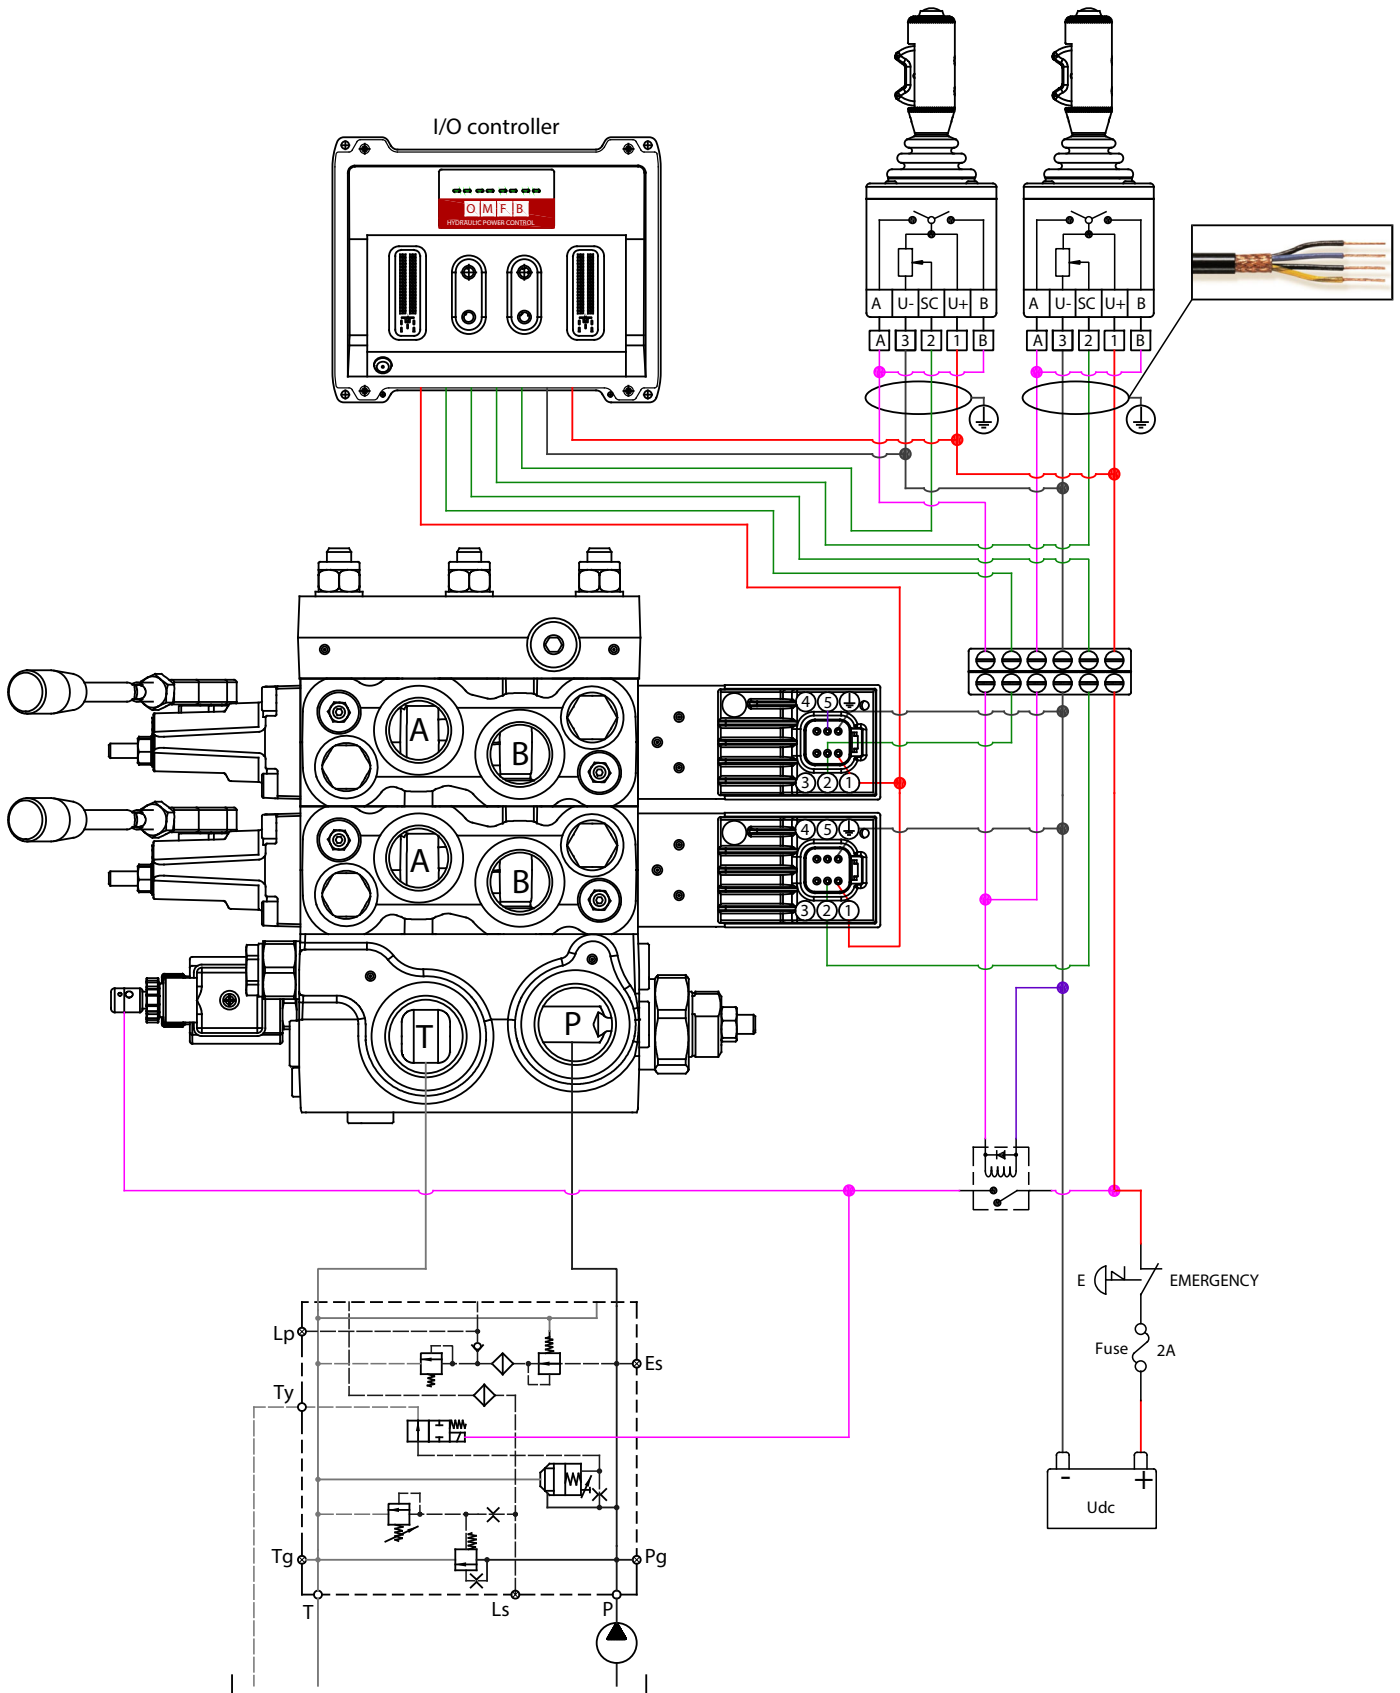 I/O controller
O M F B
HYDRAULIC POWER CONTROL
A U- SC U+ B
A U- SC U+ B
A 3 2 1 B
A 3 2 1 B
4 5
A
B
3 2 1
4 5
A
B
3 2 1
T
P
E
EMERGENCY
Fuse
2A
Lp
Es
Ty
- +
Udc
Tg
Pg
T
Ls
P